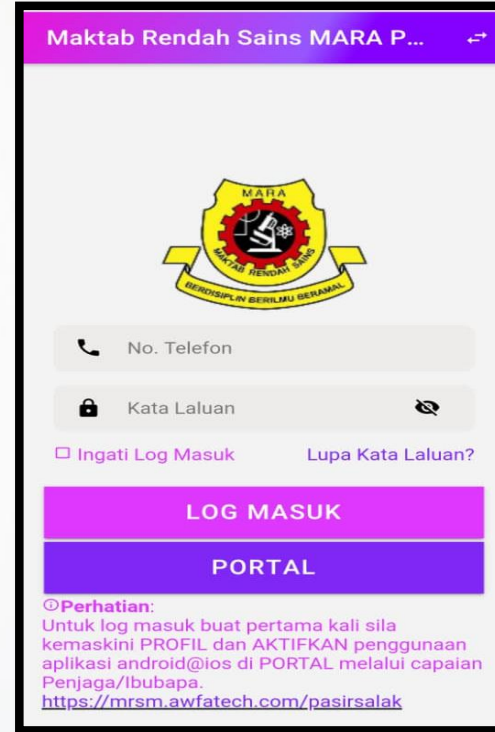 Maktab Rendah Sains MARA P...
MARA
MAKTAB RENDAH SAINS
BERDISIPLIN BERILMU BERAMAL
No. Telefon
Kata Laluan
Ingati Log Masuk Lupa Kata Laluan?
LOG MASUK
PORTAL
Perhatian:
Untuk log masuk buat pertama kali sila
kemaskini PROFIL dan AKTIFKAN penggunaan
aplikasi android@ios di PORTAL melalui capaian
Penjaga/Ibubapa.
https://mrsm.awfatech.com/pasirsalak